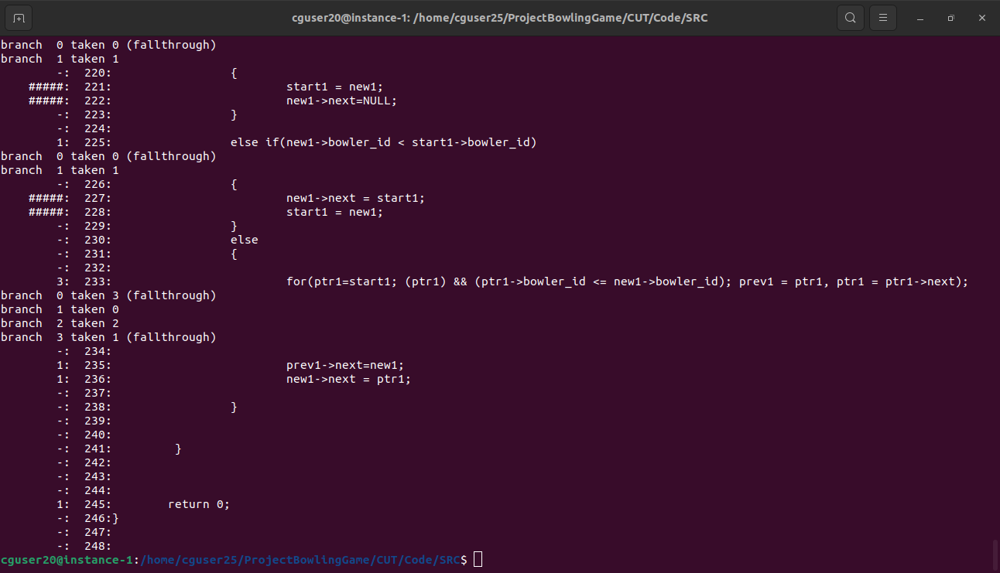 cguser20@instance-1: /home/cguser25/ProjectBowlingGame/CUT/Code/SRC
branch  0 taken 0 (fallthrough)
branch  1 taken 1
        -:  220:                 {
    #####:  221:                         start1 = new1;
    #####:  222:                         new1->next=NULL;
        -:  223:                 }
        -:  224:
        1:  225:                 else if(new1->bowler_id < start1->bowler_id)
branch  0 taken 0 (fallthrough)
branch  1 taken 1
        -:  226:                 {
    #####:  227:                         new1->next = start1;
    #####:  228:                         start1 = new1;
        -:  229:                 }
        -:  230:                 else
        -:  231:                 {
        -:  232:
        3:  233:                         for(ptr1=start1; (ptr1) && (ptr1->bowler_id <= new1->bowler_id); prev1 = ptr1, ptr1 = ptr1->next);
branch  0 taken 3 (fallthrough)
branch  1 taken 0
branch  2 taken 2
branch  3 taken 1 (fallthrough)
        -:  234:
        1:  235:                         prev1->next=new1;
        1:  236:                         new1->next = ptr1;
        -:  237:
        -:  238:                 }
        -:  239:
        -:  240:
        -:  241:         }
        -:  242:
        -:  243:
        -:  244:
        1:  245:        return 0;
        -:  246:}
        -:  247:
        -:  248:
cguser20@instance-1:/home/cguser25/ProjectBowlingGame/CUT/Code/SRC$